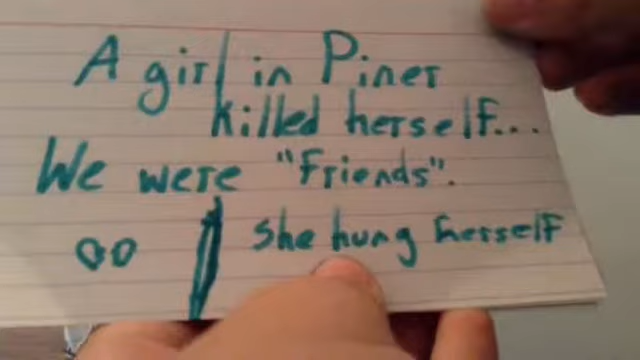 A girl in Piner
killed herself...
We were "Friends".
she hung herself